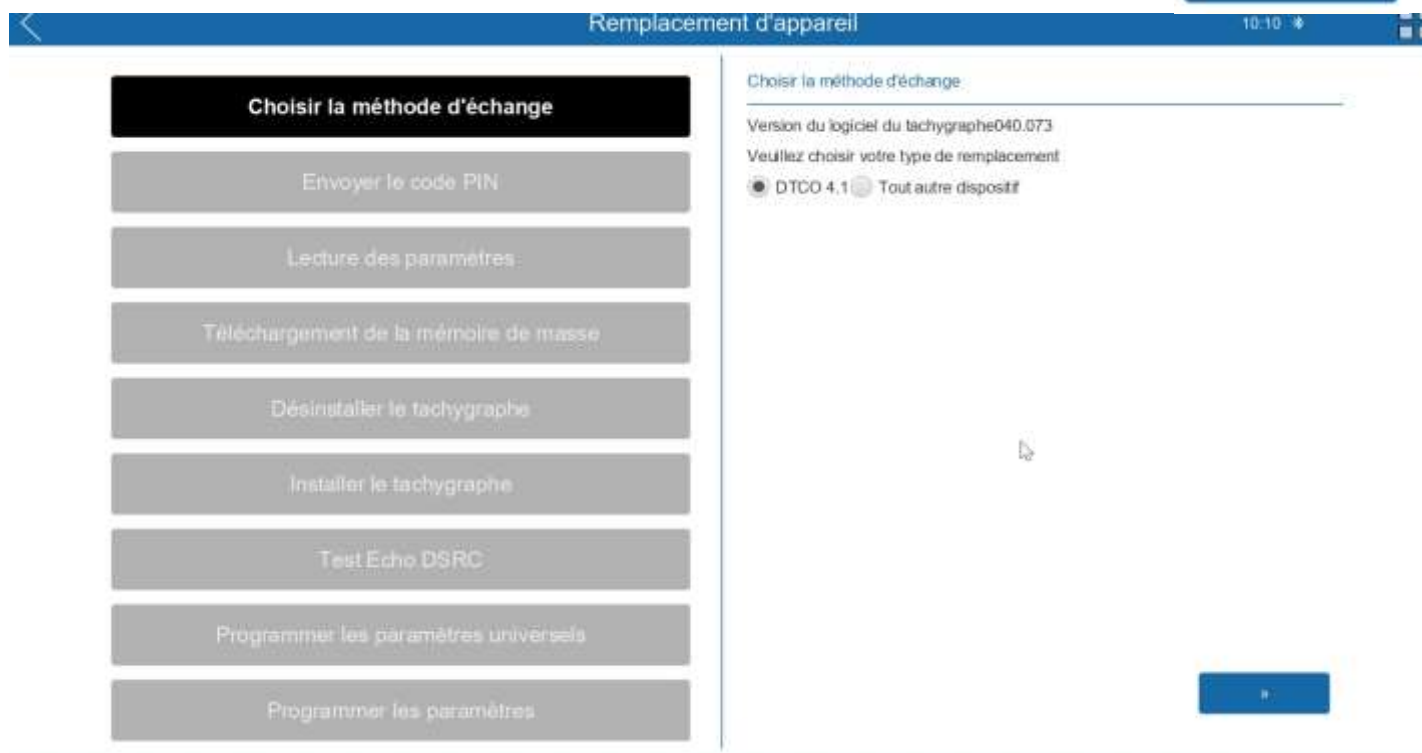 Remplacement d'appareil
10:10
Choisir la méthode d'échange
Envoyer le code PIN
Lecture des paramètres
Téléchargement de la mémoire de masse
Désinstaller le tachygraphe
Installer le tachygraphe
Test Echo DSRC
Programmer les paramètres universels
Programmer les paramètres
Choisir la méthode d'échange
Version du logiciel du tachygraphe040.073
Veuillez choisir votre type de remplacement
DTCO 4.1 Tout autre dispositif
»